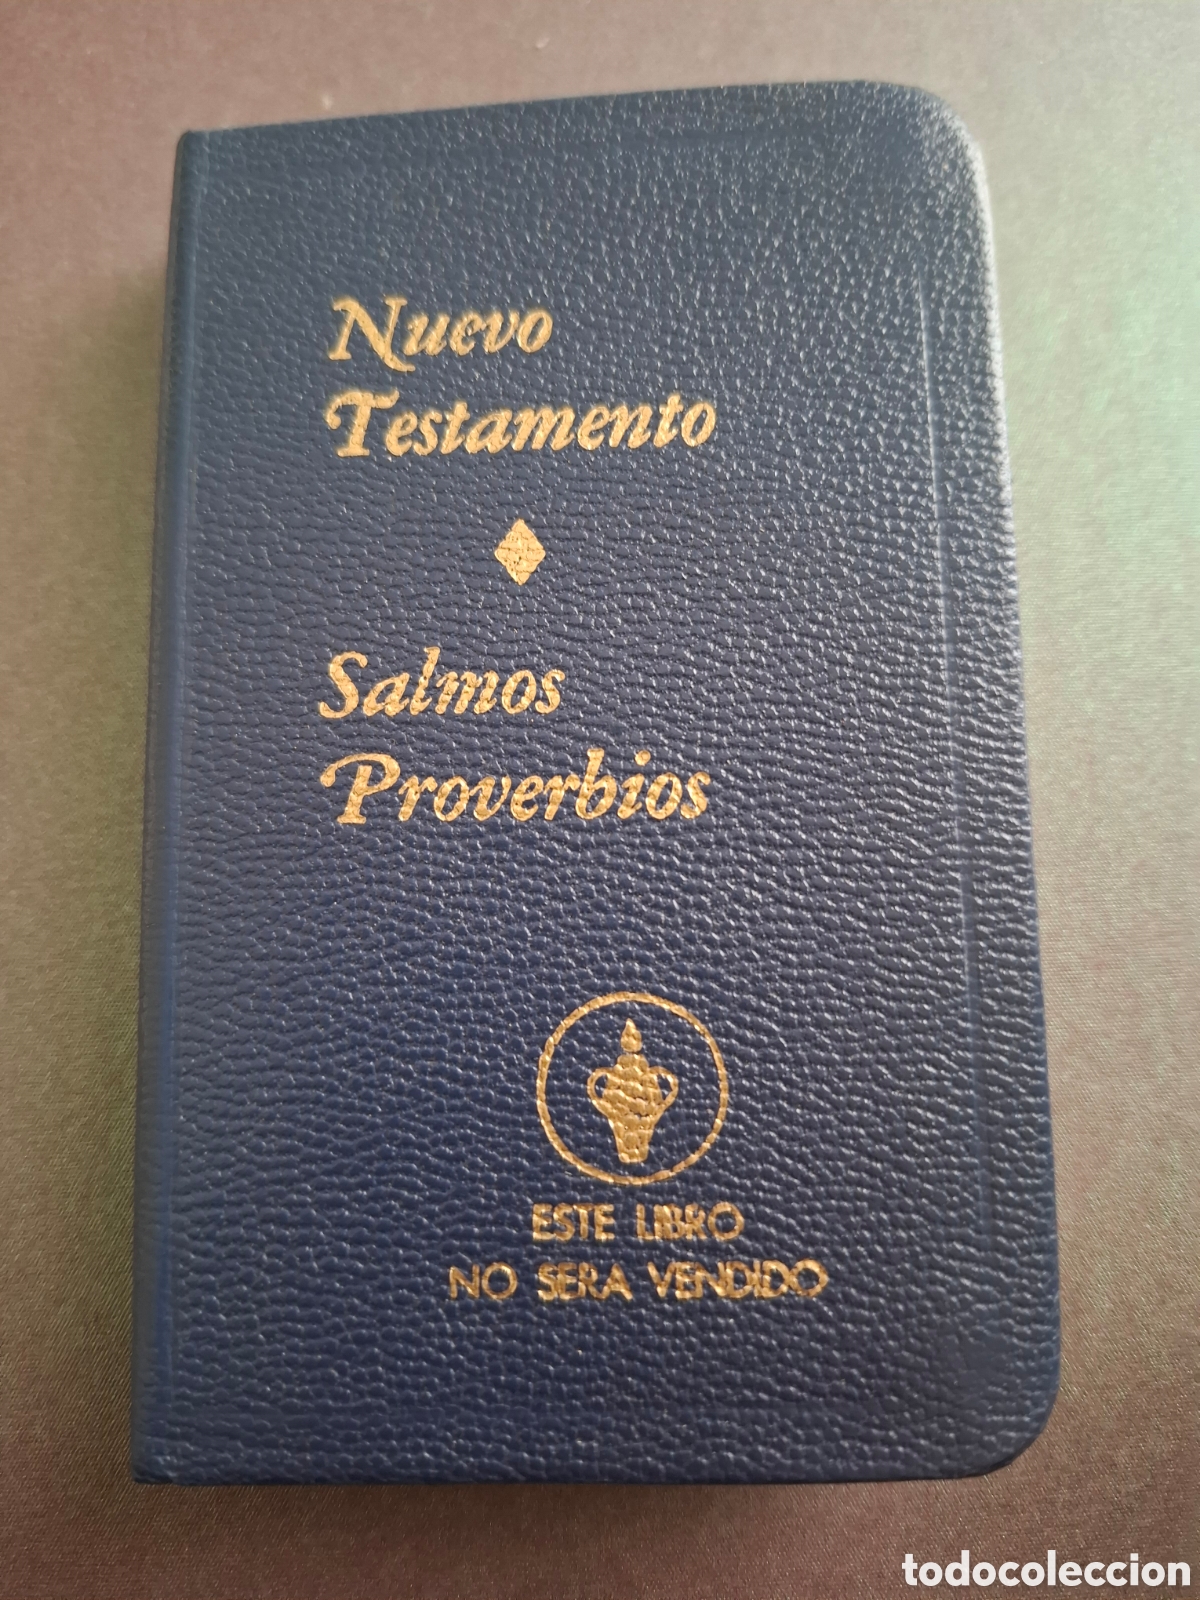 Nuevo
Testamento
Salmos
Proverbios
ESTE LIBRO
NO SERA VENDIDO
todocoleccion